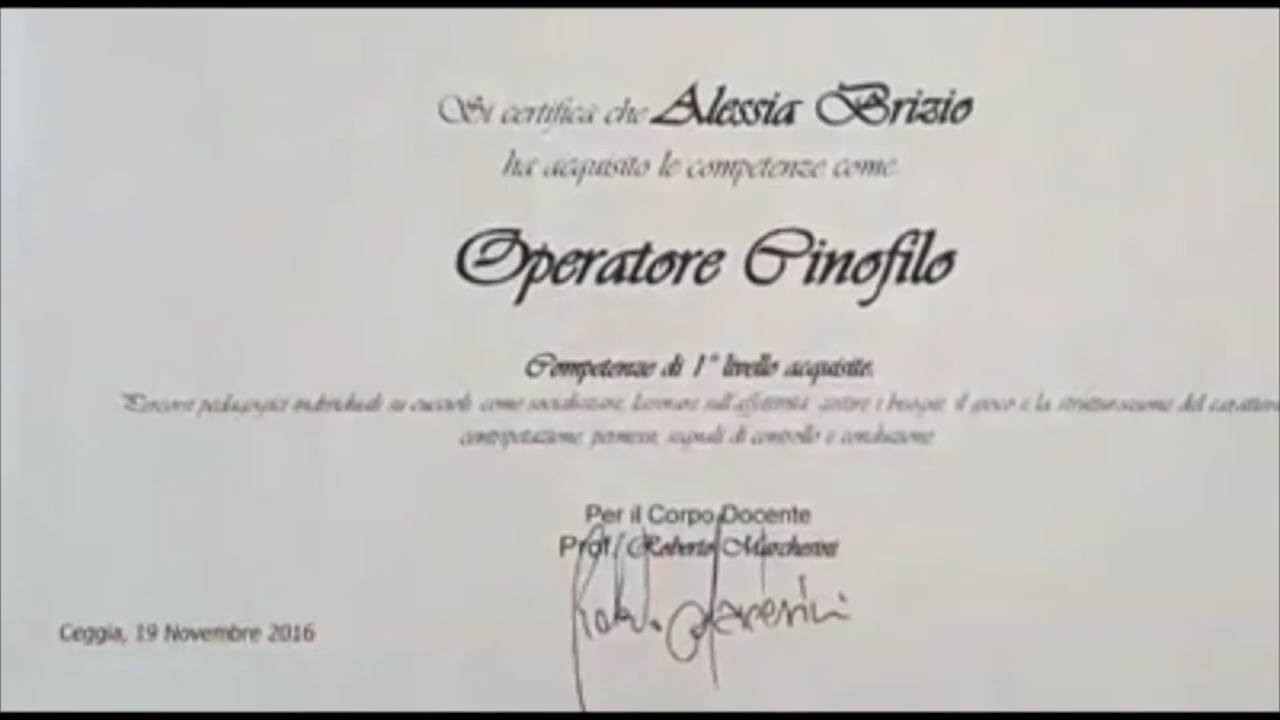 Si certifica che Alessia Brizio
ha acquisito le competenze come
Operatore Cinofilo
Competenze di 1° livello acquisite.
Percorsi pedagogici individuali su cuccioli come socializzazione, lavorare sull'affettività, i bisogni, il gioco e la strutturazione del
permessi, segnali di controllo e conduzione
Per il Corpo Docente
Prof. Roberto
Ceggia, 19 Novembre 2016